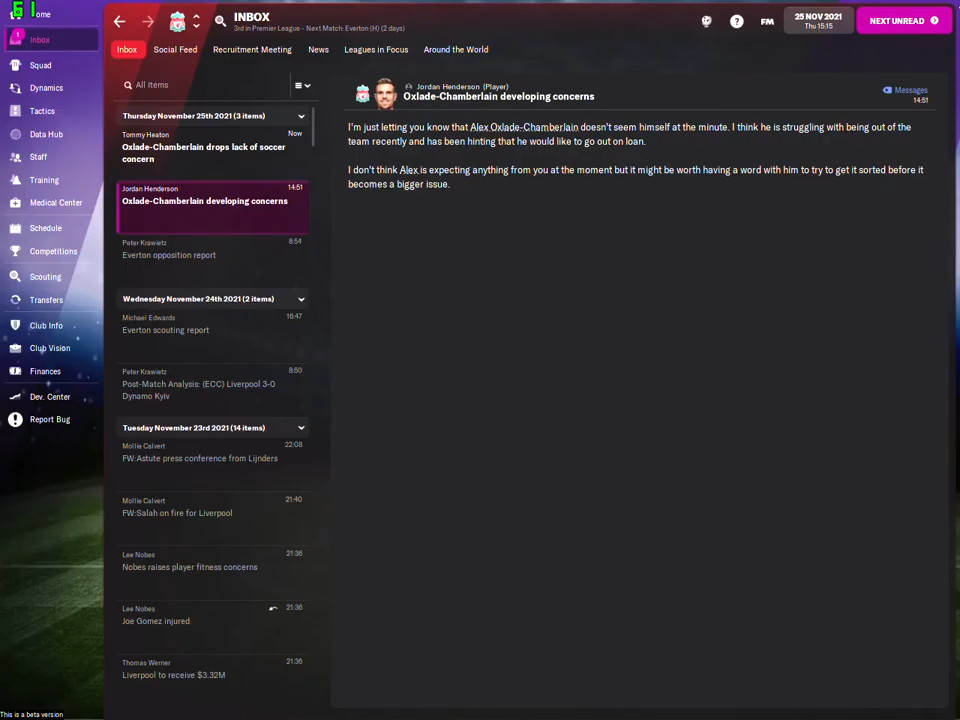 61
ome
1
Inbox
Squad
Dynamics
Tactics
Data Hub
Staff
Training
Medical Center
Schedule
Competitions
Scouting
Transfers
Club Info
Club Vision
Finances
Dev. Center
Report Bug
This is a beta version
INBOX
3rd in Premier League - Next Match: Everton (H) (2 days)
?
FM
25 NOV 2021
Thu 15:15
NEXT UNREAD
Inbox
Social Feed
Recruitment Meeting
News
Leagues in Focus
Around the World
All Items
Thursday November 25th 2021 (3 items)
Tommy Heaton
Now
Oxlade-Chamberlain drops lack of soccer
concern
Jordan Henderson
14:51
Oxlade-Chamberlain developing concerns
Peter Krawietz
8:54
Everton opposition report
Wednesday November 24th 2021 (2 items)
Michael Edwards
16:47
Everton scouting report
Peter Krawietz
8:50
Post-Match Analysis: (ECC) Liverpool 3-0
Dynamo Kyiv
Tuesday November 23rd 2021 (14 items)
Mollie Calvert
22:08
FW:Astute press conference from Lijnders
Mollie Calvert
21:40
FW:Salah on fire for Liverpool
Lee Nobes
21:36
Nobes raises player fitness concerns
Lee Nobes
21:36
Joe Gomez injured
Thomas Werner
21:36
Liverpool to receive $3.32M
Jordan Henderson (Player)
Oxlade-Chamberlain developing concerns
Messages
14:51
I'm just letting you know that Alex Oxlade-Chamberlain doesn't seem himself at the minute. I think he is struggling with being out of the
team recently and has been hinting that he would like to go out on loan.
I don't think Alex is expecting anything from you at the moment but it might be worth having a word with him to try to get it sorted before it
becomes a bigger issue.